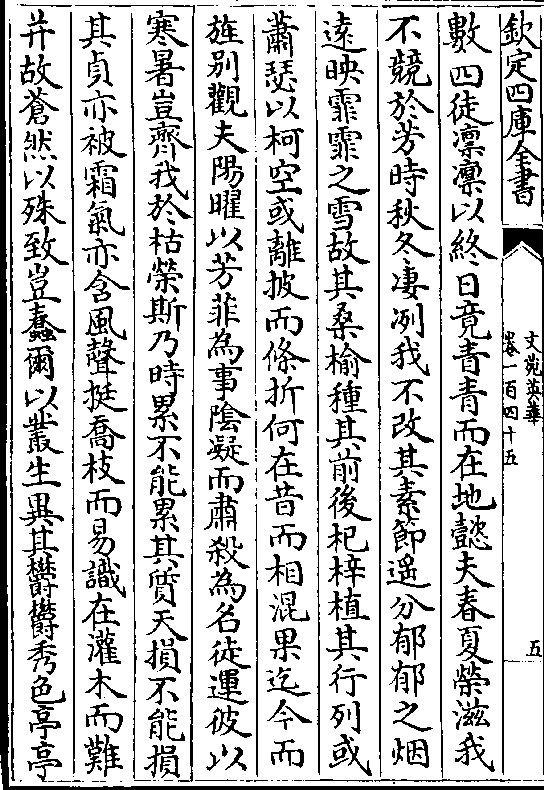 欽定四庫全書
文苑英華
卷一百四十五
五
數四徒凛凛以終日竟青青而在地懿夫春夏榮滋我
不競於芳時秋冬凄冽我不改其素節遥分郁郁之烟
遠映霏霏之雪故其桑榆種其前後杞梓植其行列或
蕭瑟以柯空或離披而條折何在昔而相混果迄今而
旌别觀夫陽曜以芳菲為事隂凝而肅殺為名徒運彼以
寒暑豈齊我於枯榮斯乃時累不能累其質天損不能損
其貞亦被霜氣亦含風聲挺喬枝而易識在灌木而難
并故蒼然以殊致豈蠢爾以叢生異其欝欝秀色亭亭